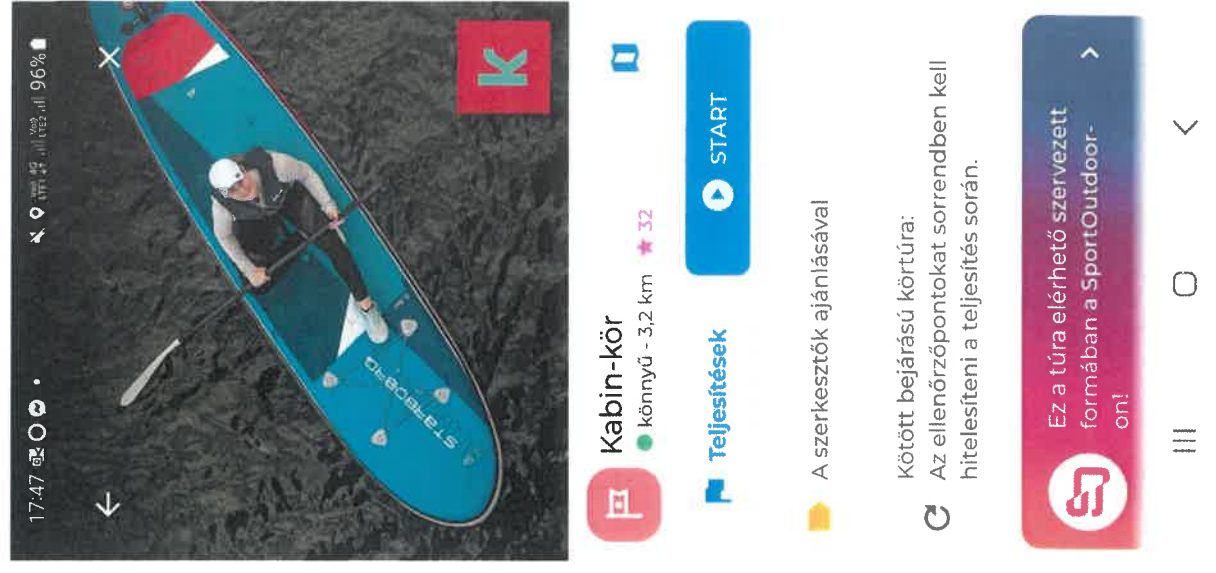 17:47
96%
STARBOARD
k
Kabin-kör
könnyű - 3,2 km ★ 32
Teljesítések
START
A szerkesztők ajánlásával
Kötött bejárású körtúra:
Az ellenőrzőpontokat sorrendben kell
hitelesíteni a teljesítés során.
Ez a túra elérhető szervezett
formában a SportOutdoor-
on!